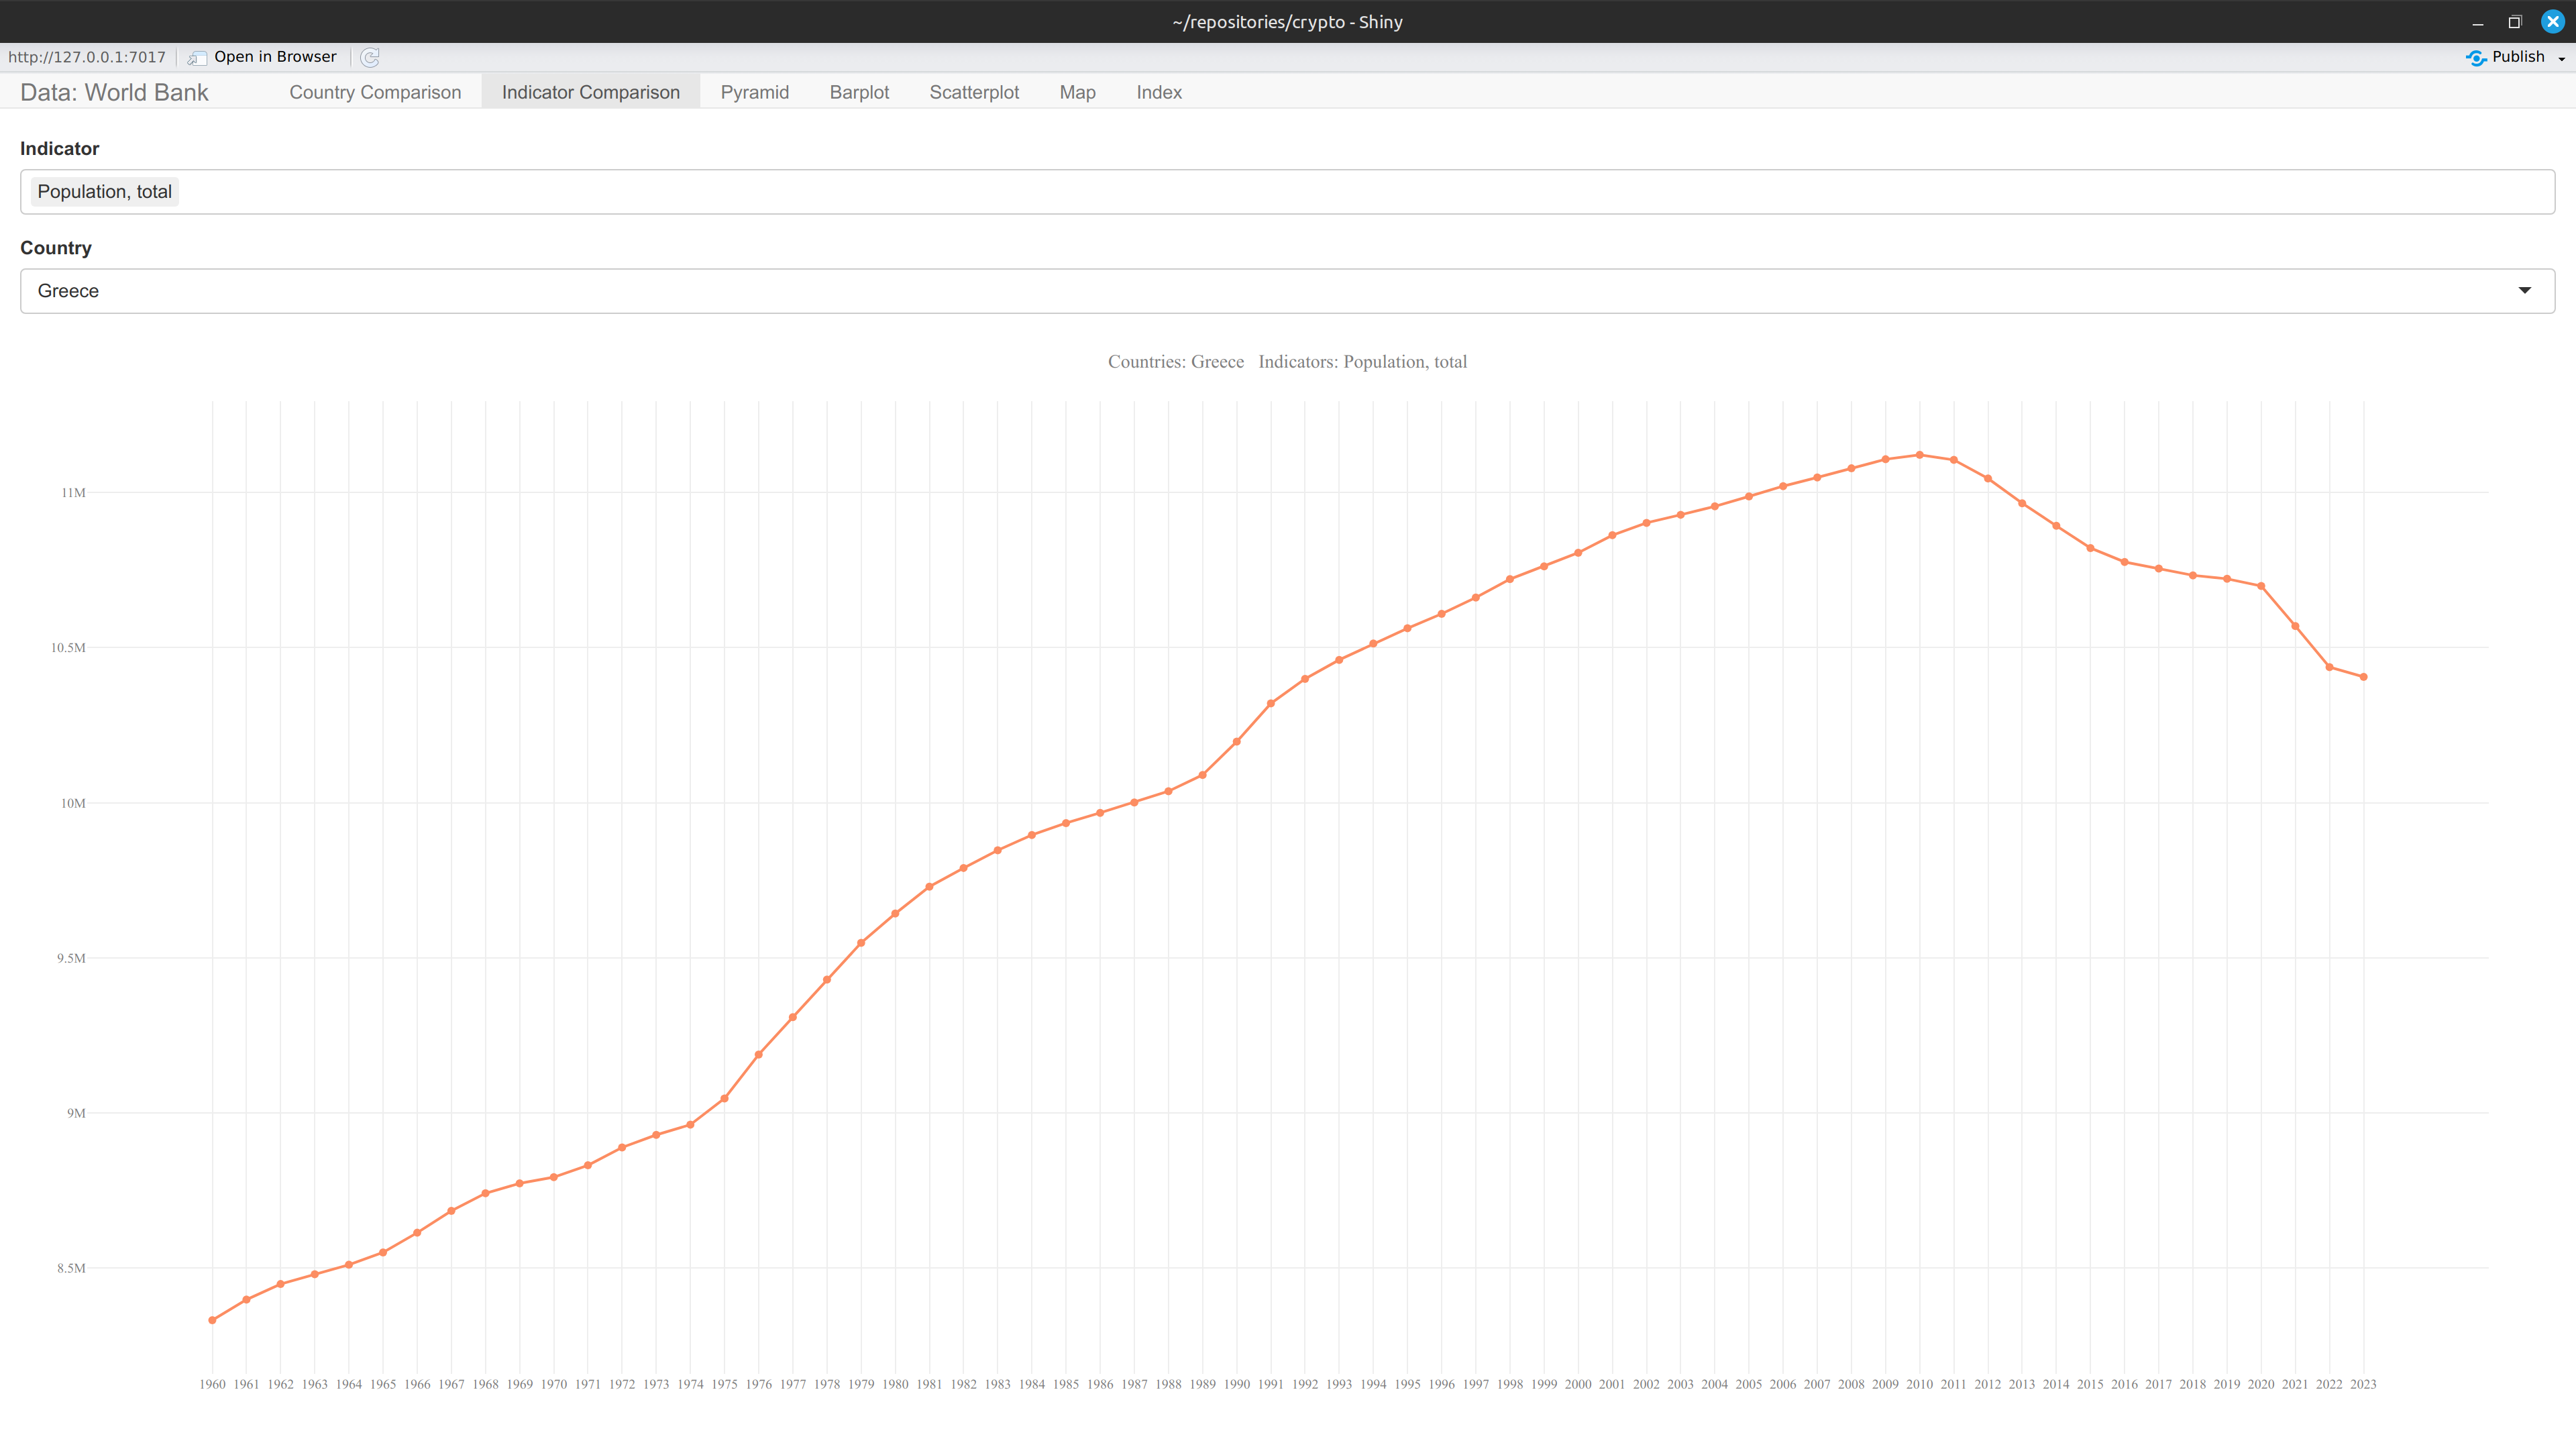 ~/repositories/crypto - Shiny
http://127.0.0.1:7017 Open in Browser Publish
Data: World Bank Country Comparison Indicator Comparison Pyramid Barplot Scatterplot Map Index
Indicator
Population, total
Country
Greece
Countries: Greece Indicators: Population, total
11M
10.5M
10M
9.5M
9M
8.5M
1960 1961 1962 1963 1964 1965 1966 1967 1968 1969 1970 1971 1972 1973 1974 1975 1976 1977 1978 1979 1980 1981 1982 1983 1984 1985 1986 1987 1988 1989 1990 1991 1992 1993 1994 1995 1996 1997 1998 1999 2000 2001 2002 2003 2004 2005 2006 2007 2008 2009 2010 2011 2012 2013 2014 2015 2016 2017 2018 2019 2020 2021 2022 2023